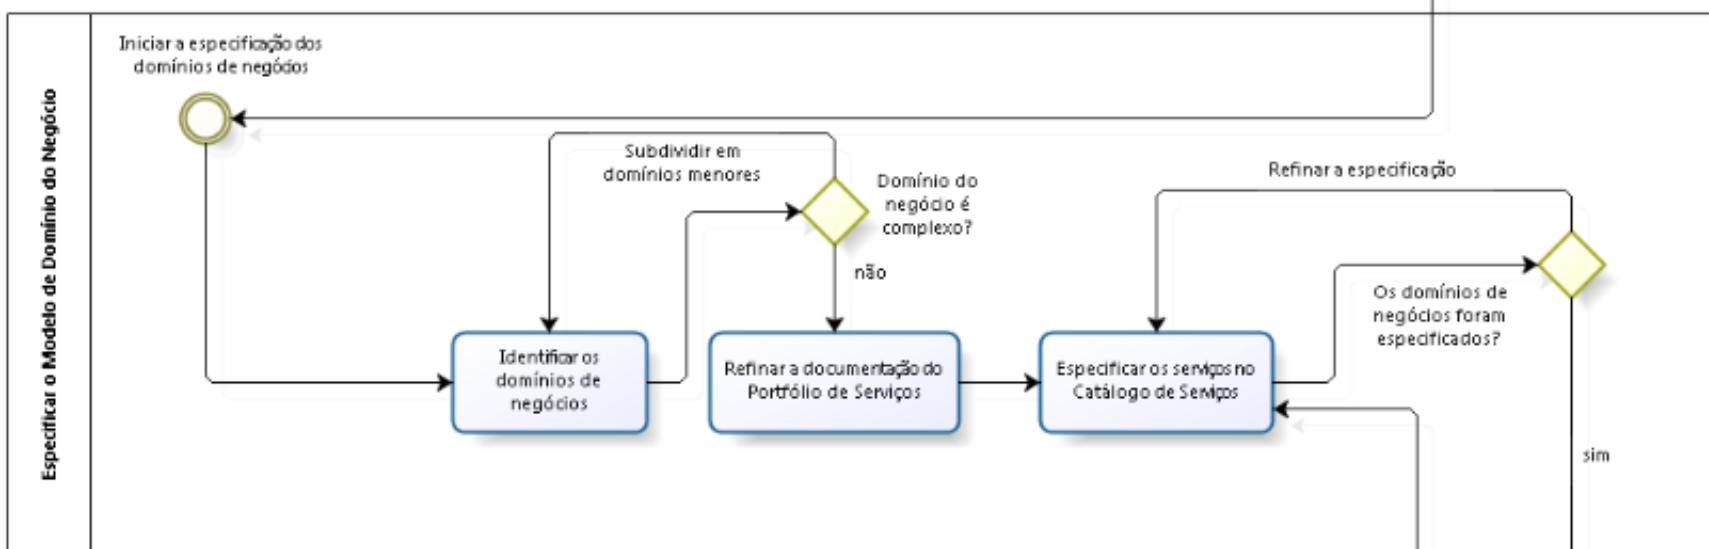 Especificar o Modelo de Domínio do Negócio
Iniciar a especificação dos
domínios de negócios
Subdividir em
domínios menores
Domínio do
negócio é
complexo?
não
Identificar os
domínios de
negócios
Refinar a documentação do
Portfólio de Serviços
Especificar os serviços no
Catálogo de Serviços
Refinar a especificação
Os domínios de
negócios foram
especificados?
sim